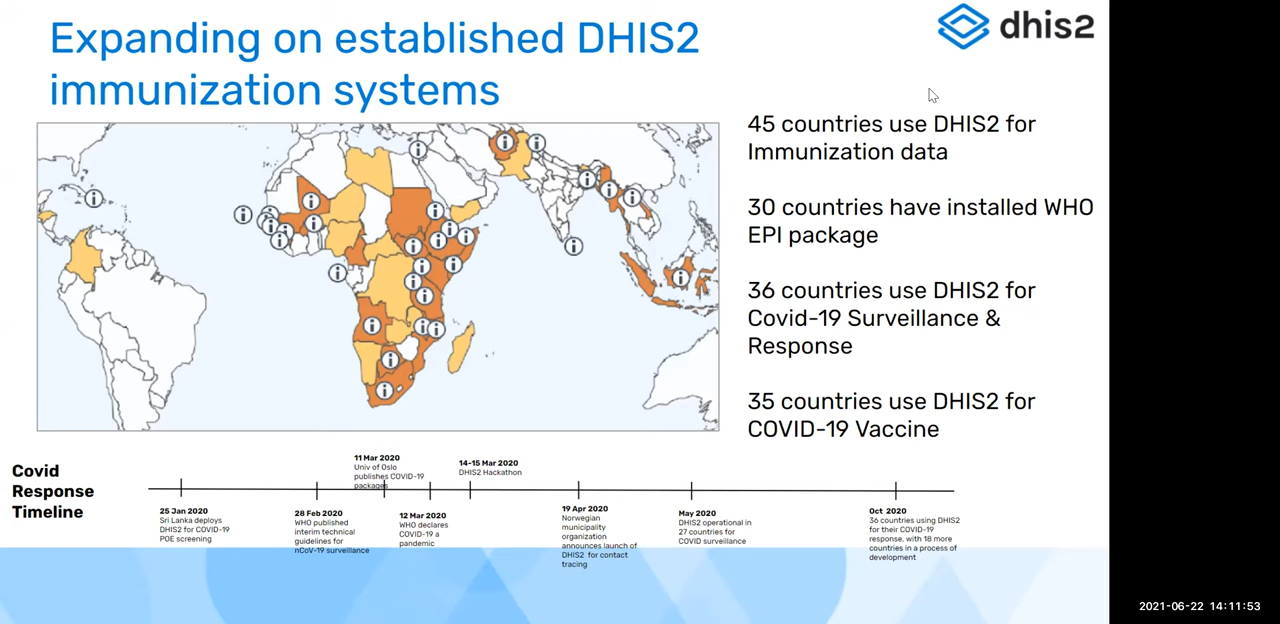 Expanding on established DHIS2
immunization systems
dhis2
45 countries use DHIS2 for
Immunization data
30 countries have installed WHO
EPI package
36 countries use DHIS2 for
Covid-19 Surveillance &
Response
35 countries use DHIS2 for
COVID-19 Vaccine
Covid
Response
Timeline
25 Jan 2020
Sri Lanka deploys
DHIS2 for COVID-19
POE screening
28 Feb 2020
WHO published
interim technical
guidelines for
nCoV-19 surveillance
11 Mar 2020
Univ of Oslo
publishes COVID-19
packages
12 Mar 2020
WHO declares
COVID-19 a
pandemic
14-15 Mar 2020
DHIS2 Hackathon
19 Apr 2020
Norwegian
municipality
organization
announces launch of
DHIS2 for contact
tracing
May 2020
DHIS2 operational in
27 countries for
COVID surveillance
Oct 2020
36 countries using DHIS2
for their COVID-19
response, with 18 more
countries in a process of
development
2021-06-22 14:11:53